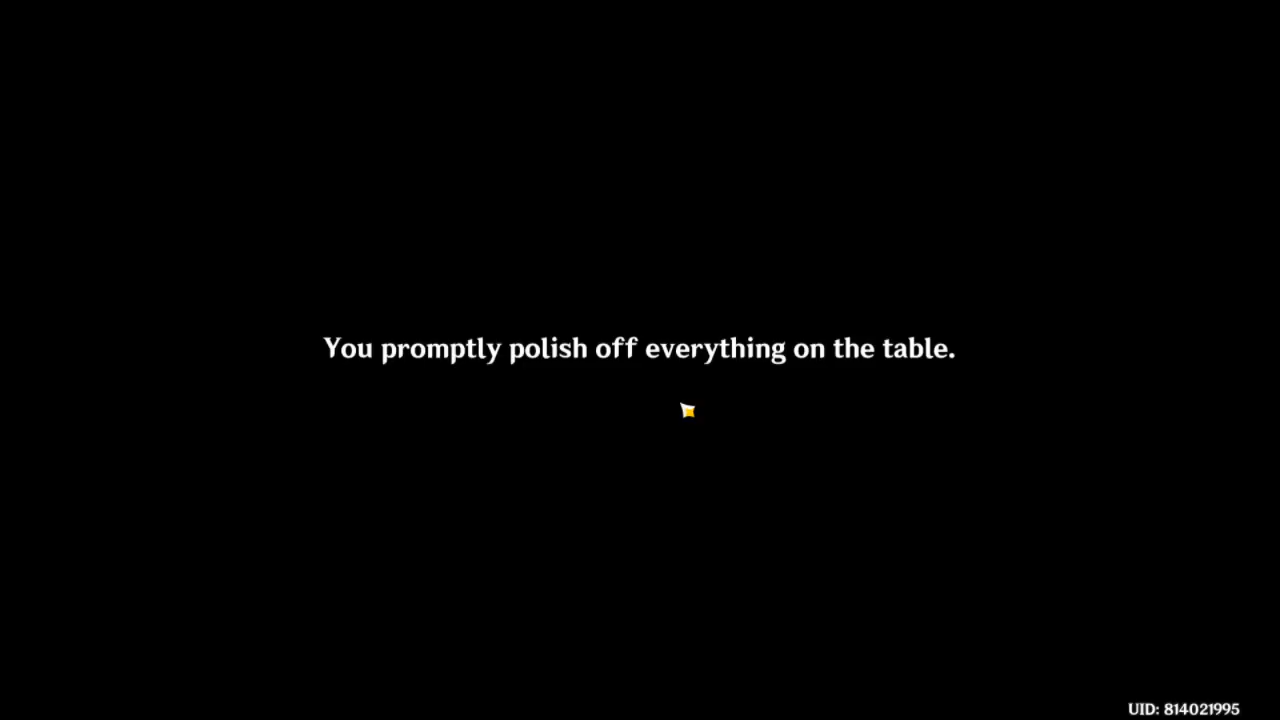 You promptly polish off everything on the table.
UID: 814021995